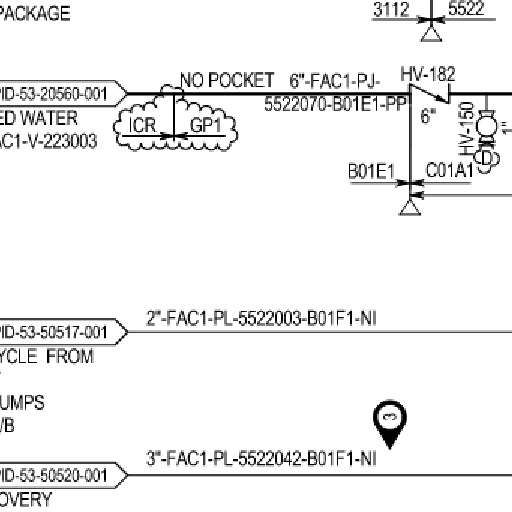 PACKAGE
3112 5522
PID-53-20560-001
NO POCKET 6"-FAC1-PJ-
5522070-B01E1-PP
HV-182
6"
ED WATER
AC1-V-223003
ICR GP1
HV-150
1"
D
B01E1 C01A1
PID-53-50517-001
2"-FAC1-PL-5522003-B01F1-NI
YCLE FROM
UMPS
/B
3
PID-53-50520-001
3"-FAC1-PL-5522042-B01F1-NI
OVERY